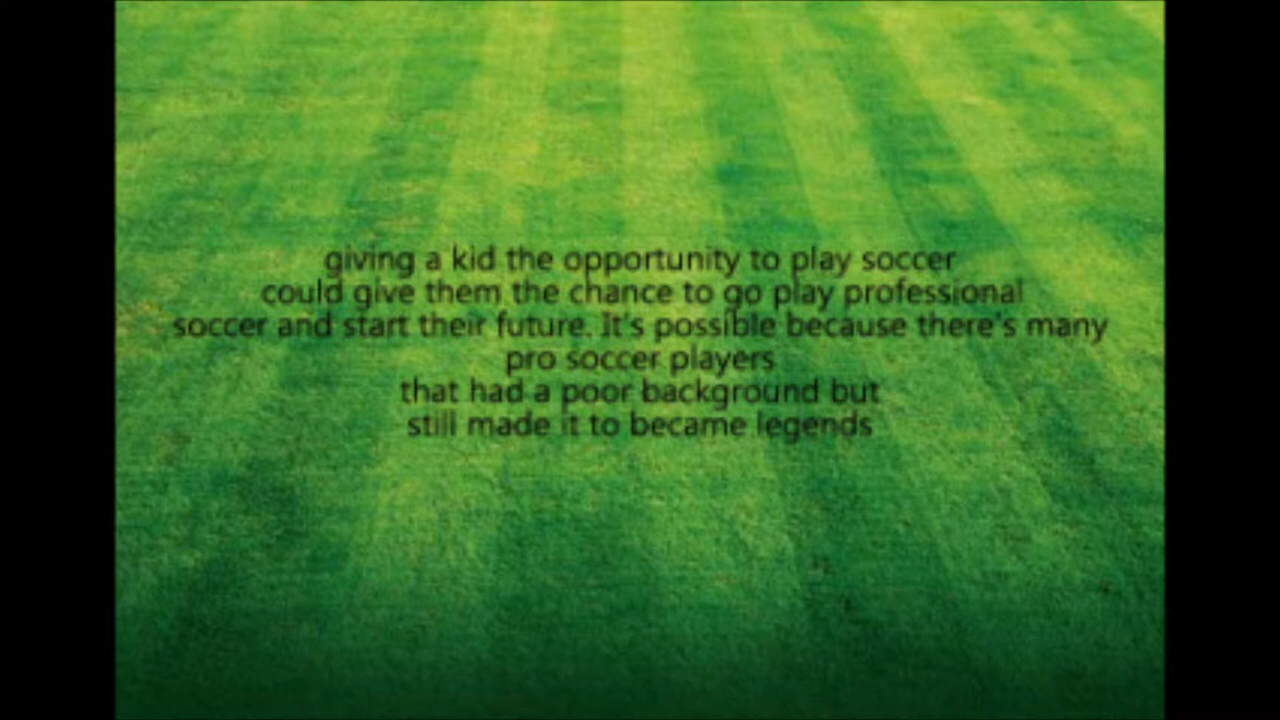 giving a kid the opportunity to play soccer
could give them the chance to go play professional
soccer and start their future. It's possible because there's many
pro soccer players
that had a poor background but
still made it to became legends